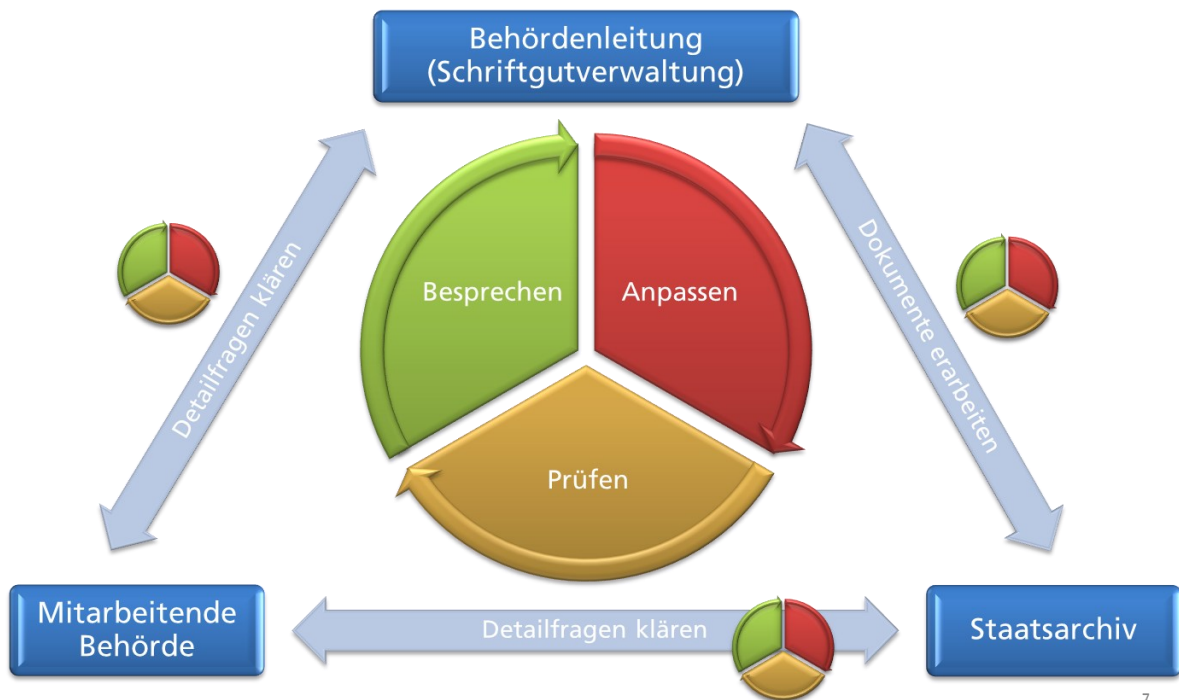 Behördenleitung
(Schriftgutverwaltung)
Detailfragen klären
Besprechen
Anpassen
Dokumente erarbeiten
Prüfen
Mitarbeitende
Behörde
Detailfragen klären
Staatsarchiv
7